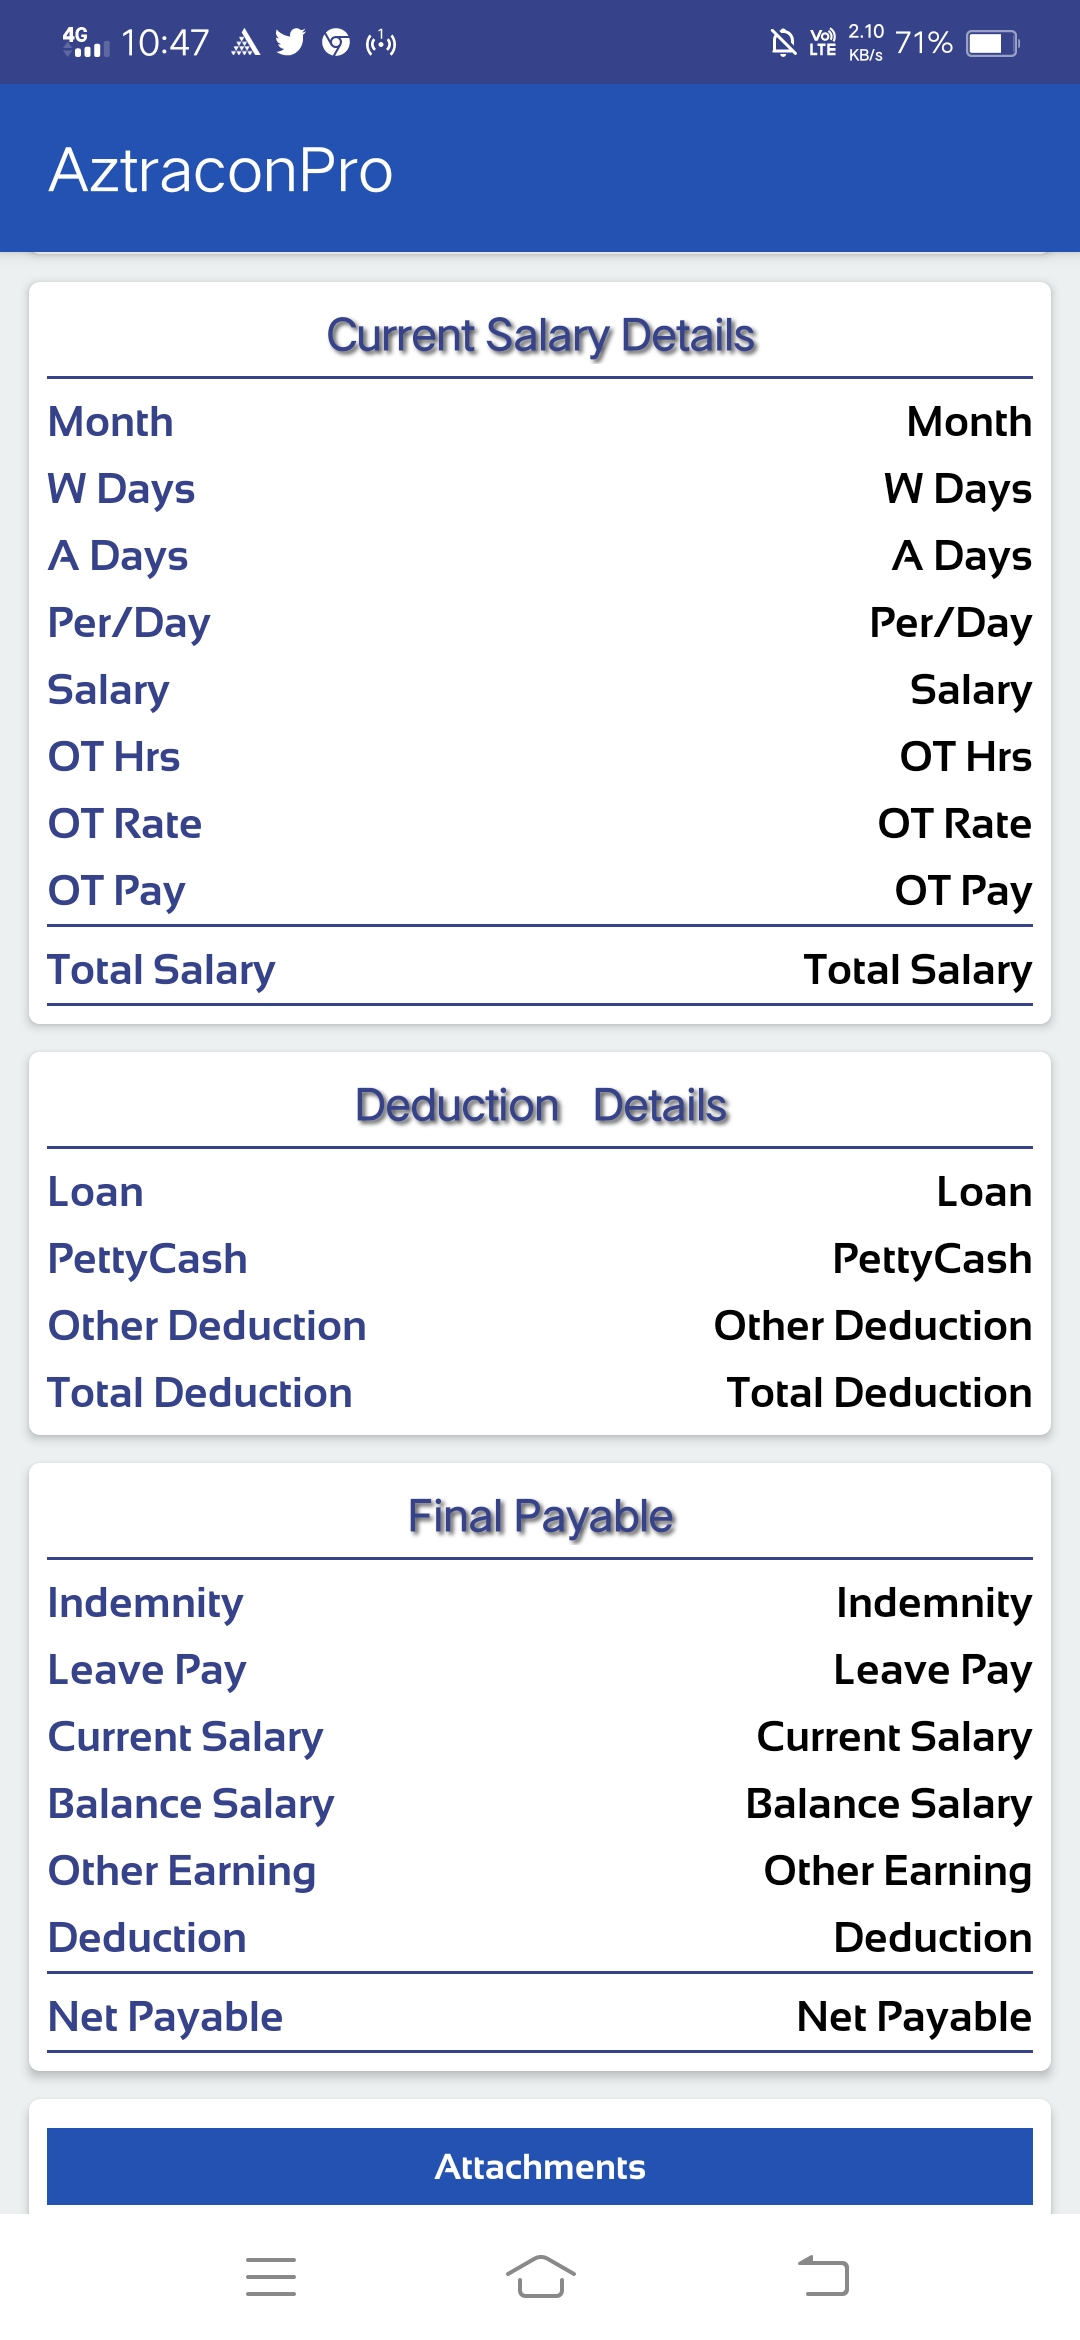 4G 10:47 1 Vo) LTE 2.10 KB/s 71%
AztraconPro
Current Salary Details
Month Month
W Days W Days
A Days A Days
Per/Day Per/Day
Salary Salary
OT Hrs OT Hrs
OT Rate OT Rate
OT Pay OT Pay
Total Salary Total Salary
Deduction Details
Loan Loan
PettyCash PettyCash
Other Deduction Other Deduction
Total Deduction Total Deduction
Final Payable
Indemnity Indemnity
Leave Pay Leave Pay
Current Salary Current Salary
Balance Salary Balance Salary
Other Earning Other Earning
Deduction Deduction
Net Payable Net Payable
Attachments